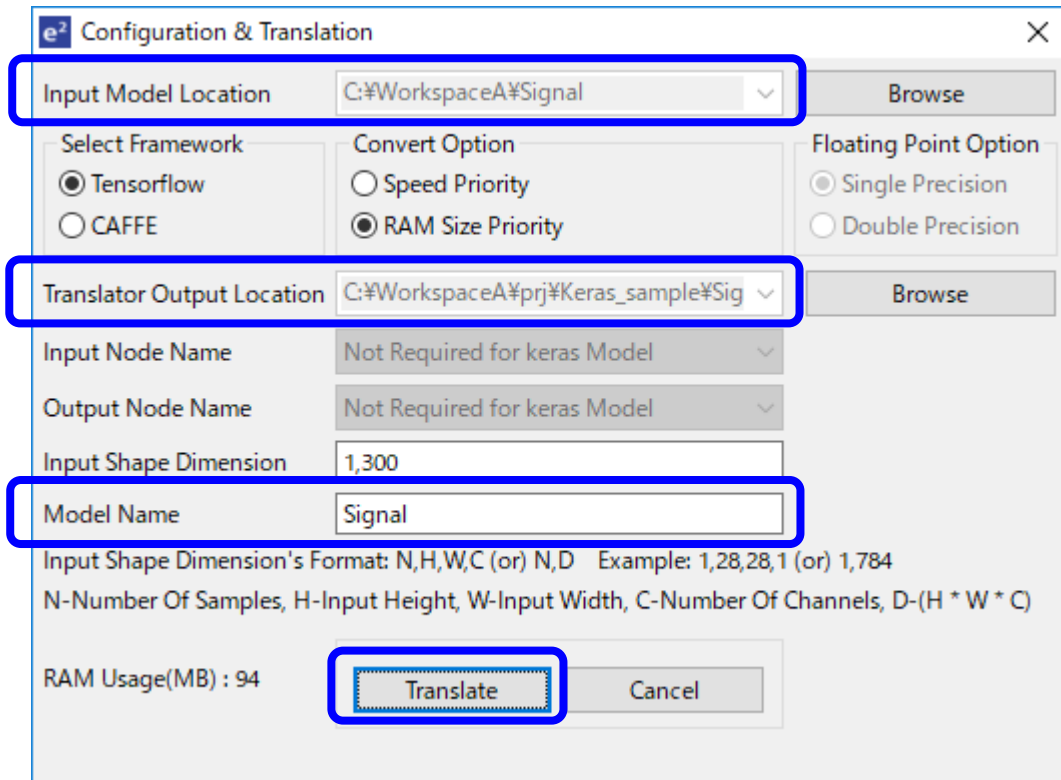 e² Configuration & Translation
Input Model Location C:¥WorkspaceA¥Signal Browse
Select Framework Convert Option Floating Point Option
Tensorflow Speed Priority Single Precision
CAFFE RAM Size Priority Double Precision
Translator Output Location C:¥WorkspaceA¥prj¥Keras_sample¥Sig Browse
Input Node Name Not Required for keras Model
Output Node Name Not Required for keras Model
Input Shape Dimension 1,300
Model Name Signal
Input Shape Dimension's Format: N,H,W,C (or) N,D Example: 1,28,28,1 (or) 1,784
N-Number Of Samples, H-Input Height, W-Input Width, C-Number Of Channels, D-(H * W * C)
RAM Usage(MB) : 94 Translate Cancel